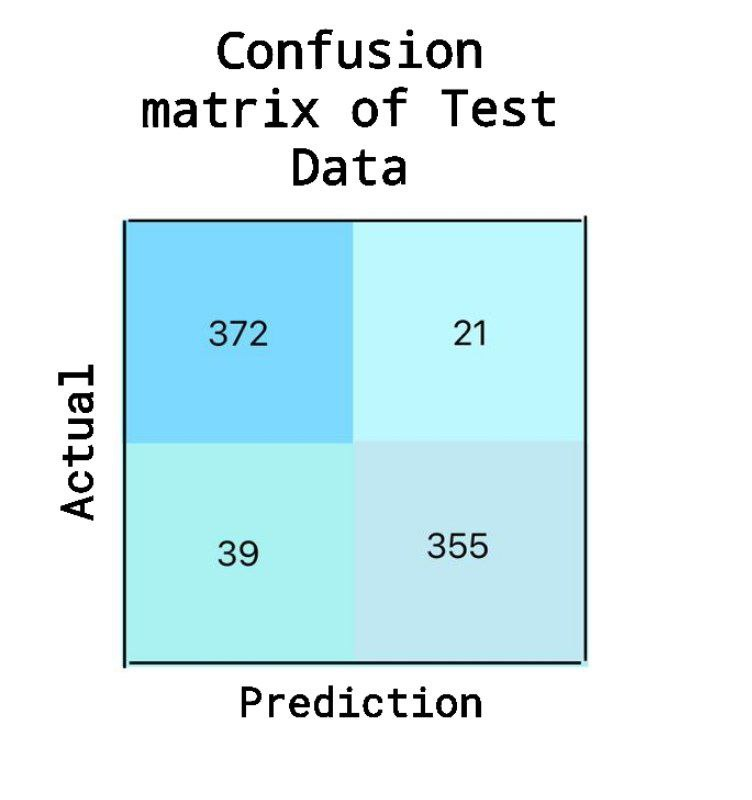 Confusion
matrix of Test
Data
372 21
Actual
39 355
Prediction